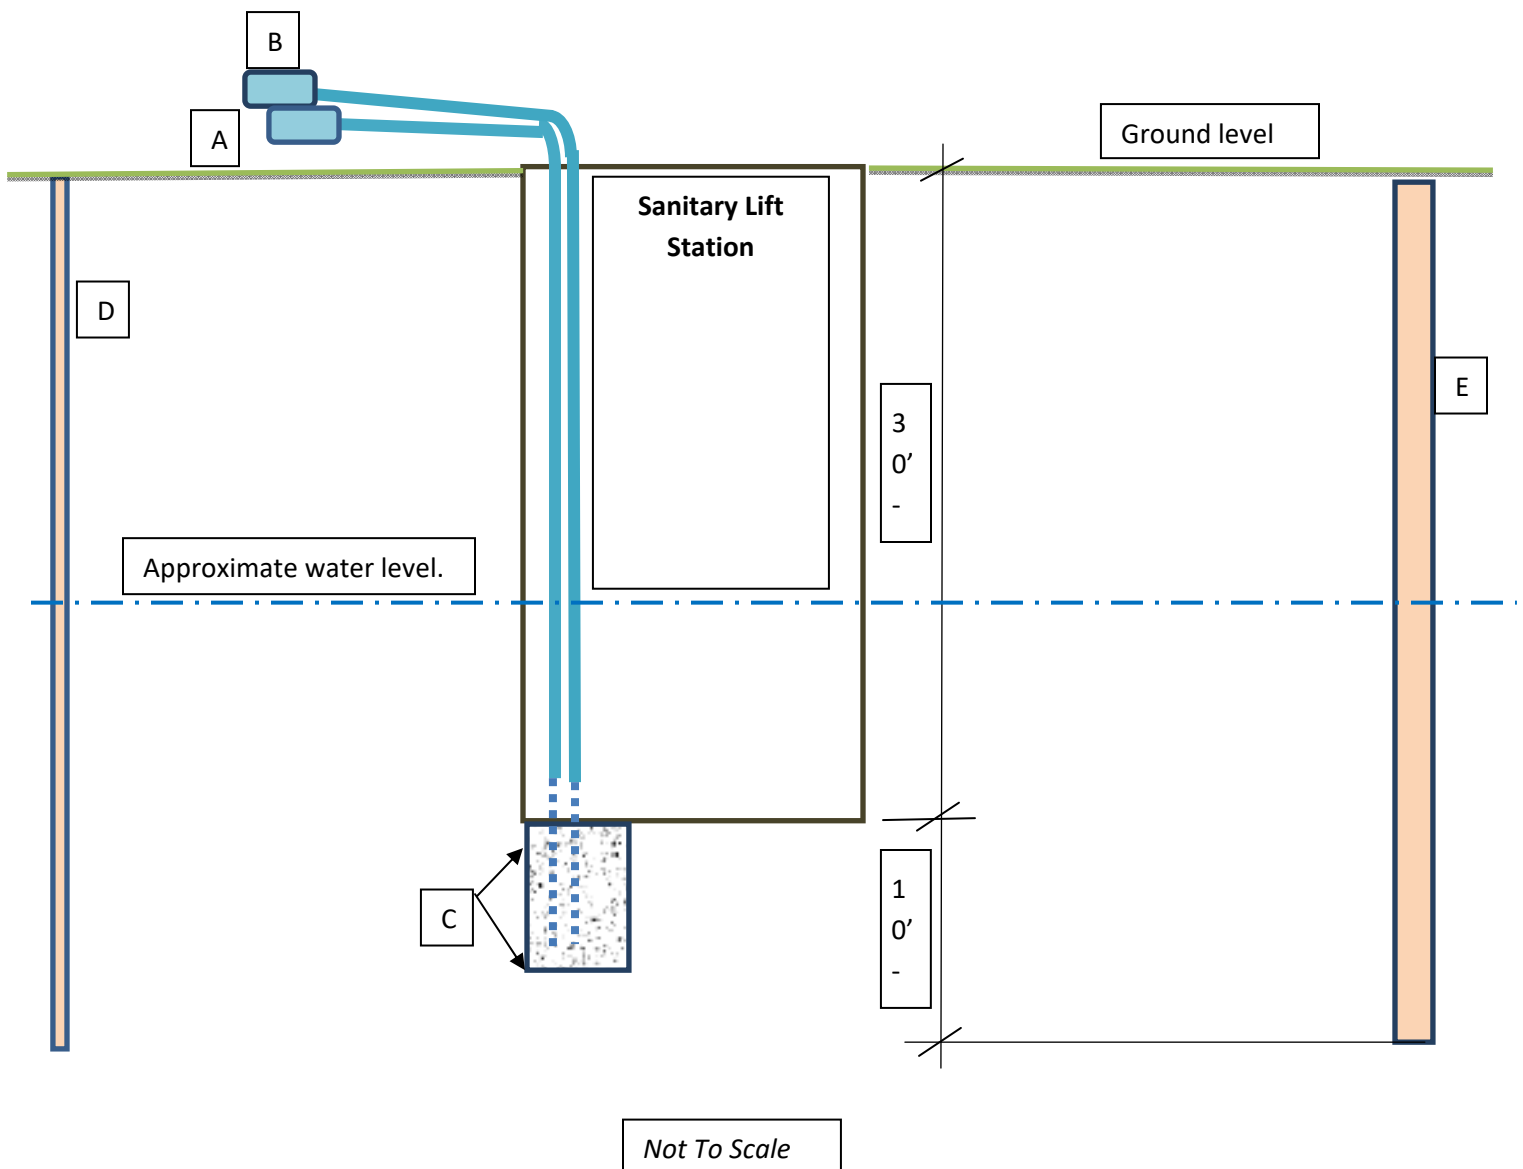 B
A
Ground level
Sanitary Lift
Station
D
E
3
0’
-
Approximate water level.
C
1
0’
-
Not To Scale